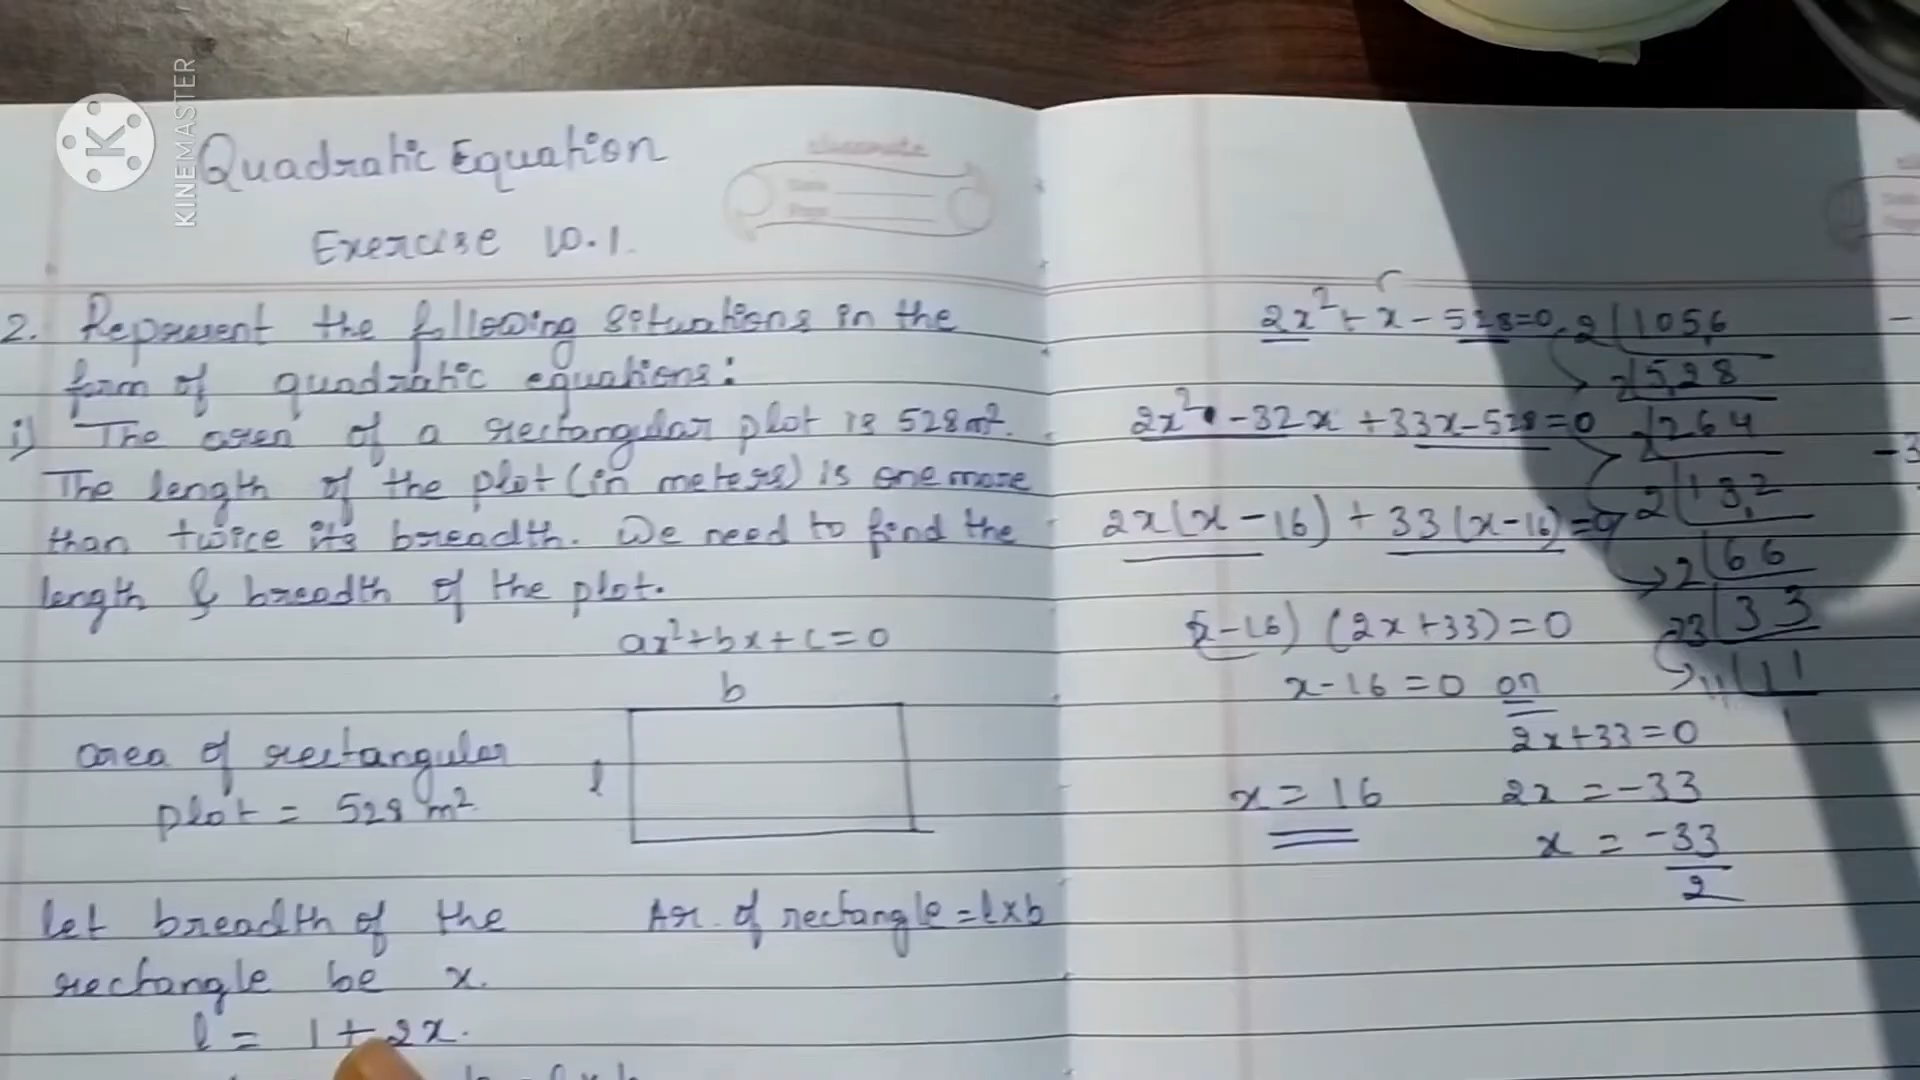 KINEMASTER
Quadratic Equation
Exercise 10.1.
classmate
Date
Page
2. Represent the following situations in the
form of quadratic equations:
i) The area of a rectangular plot is 528m².
The length of the plot (in meters) is one more
than twice its breadth. We need to find the
length & breadth of the plot.
ax²+bx+c=0
b
area of rectangular
l
plot = 528 m²
let breadth of the
Ar. of rectangle = l×b
rectangle be x.
l = 1+2x.
2x²+x-528=0
2x² -32x +33x-528=0
2x(x-16) + 33(x-16)=0
(x-16) (2x+33)=0
x-16=0 or
2x+33=0
x=16
2x=-33
x = -33
2
2 | 1056
2 | 528
2 | 264
2 | 132
2 | 66
3 | 33
11 | 11
1